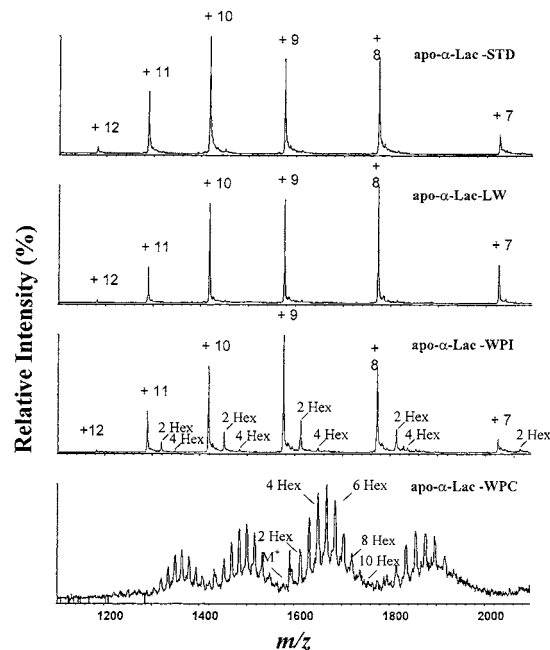 + 10
+ 9
+
8
apo-α-Lac -STD
+ 11
+ 12
+ 7
+
8
apo-α-Lac-LW
+ 10
+ 9
+ 11
+ 7
+ 12
+ 9
+
8
apo-α-Lac -WPI
+ 10
+ 11
+12
2 Hex
4 Hex
2 Hex
4 Hex
2 Hex
4 Hex
2 Hex
4 Hex
+ 7
2 Hex
apo-α-Lac -WPC
4 Hex
6 Hex
2 Hex
M⁺
8 Hex
10 Hex
1200
1400
1600
1800
2000
m/z
Relative Intensity (%)